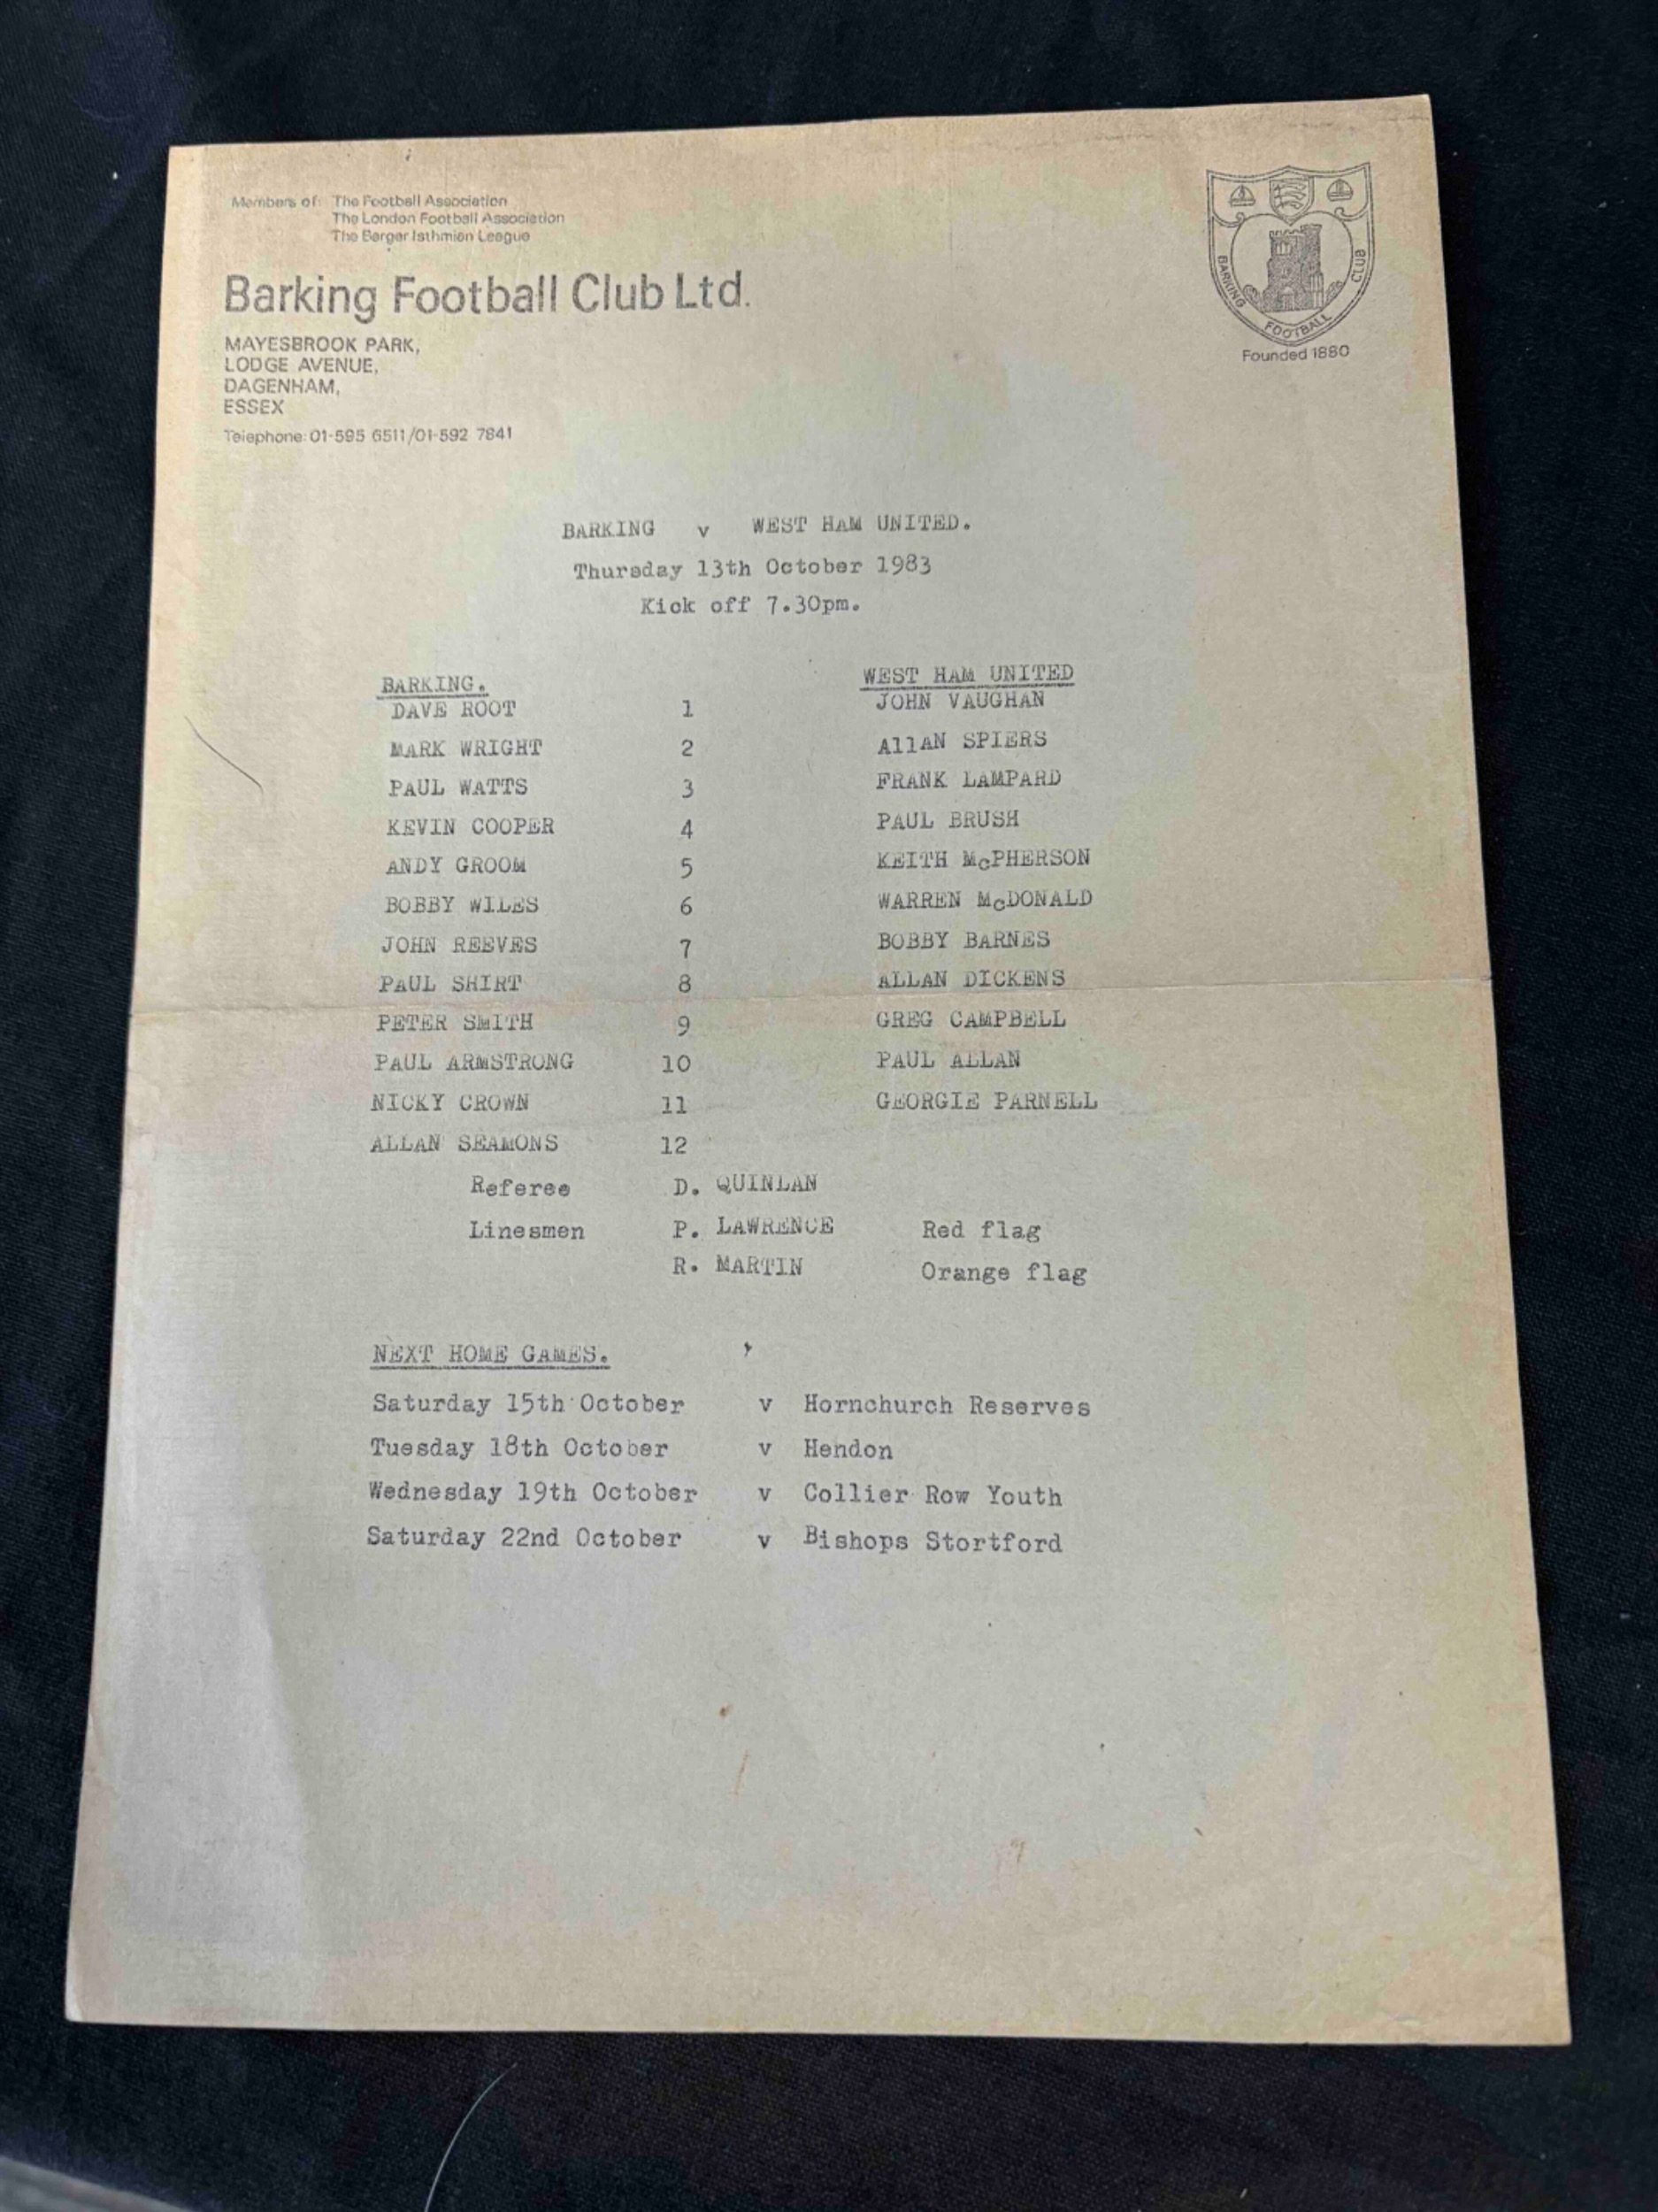 Members of: The Football Association
The London Football Association
The Berger Isthmian League
Barking Football Club Ltd.
MAYESBROOK PARK,
LODGE AVENUE,
DAGENHAM,
ESSEX
Telephone: 01-595 6511/01-592 7841
BARKING FOOTBALL CLUB
Founded 1880
BARKING v WEST HAM UNITED.
Thursday 13th October 1983
Kick off 7.30pm.
BARKING. WEST HAM UNITED
DAVE ROOT 1 JOHN VAUGHAN
MARK WRIGHT 2 AllAN SPIERS
PAUL WATTS 3 FRANK LAMPARD
KEVIN COOPER 4 PAUL BRUSH
ANDY GROOM 5 KEITH McPHERSON
BOBBY WILES 6 WARREN McDONALD
JOHN REEVES 7 BOBBY BARNES
PAUL SHIRT 8 ALLAN DICKENS
PETER SMITH 9 GREG CAMPBELL
PAUL ARMSTRONG 10 PAUL ALLAN
NICKY CROWN 11 GEORGIE PARNELL
ALLAN SEAMONS 12
Referee D. QUINLAN
Linesmen P. LAWRENCE Red flag
R. MARTIN Orange flag
NEXT HOME GAMES.
Saturday 15th October v Hornchurch Reserves
Tuesday 18th October v Hendon
Wednesday 19th October v Collier Row Youth
Saturday 22nd October v Bishops Stortford